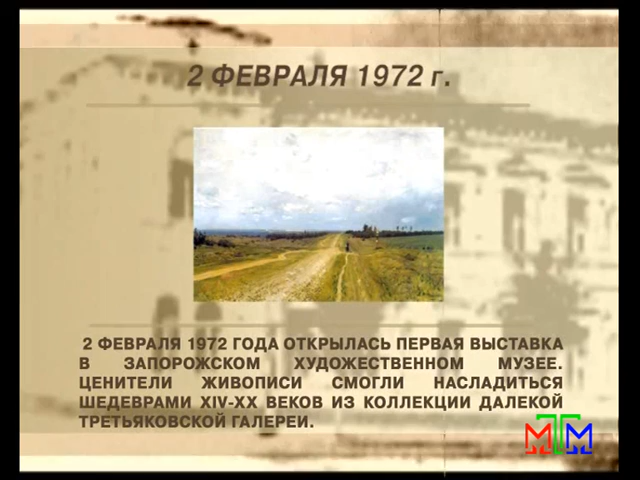 2 ФЕВРАЛЯ 1972 г.
2 ФЕВРАЛЯ 1972 ГОДА ОТКРЫЛАСЬ ПЕРВАЯ ВЫСТАВКА
В ЗАПОРОЖСКОМ ХУДОЖЕСТВЕННОМ МУЗЕЕ.
ЦЕНИТЕЛИ ЖИВОПИСИ СМОГЛИ НАСЛАДИТЬСЯ
ШЕДЕВРАМИ XIV-XX ВЕКОВ ИЗ КОЛЛЕКЦИИ ДАЛЕКОЙ
ТРЕТЬЯКОВСКОЙ ГАЛЕРЕИ.
МТМ